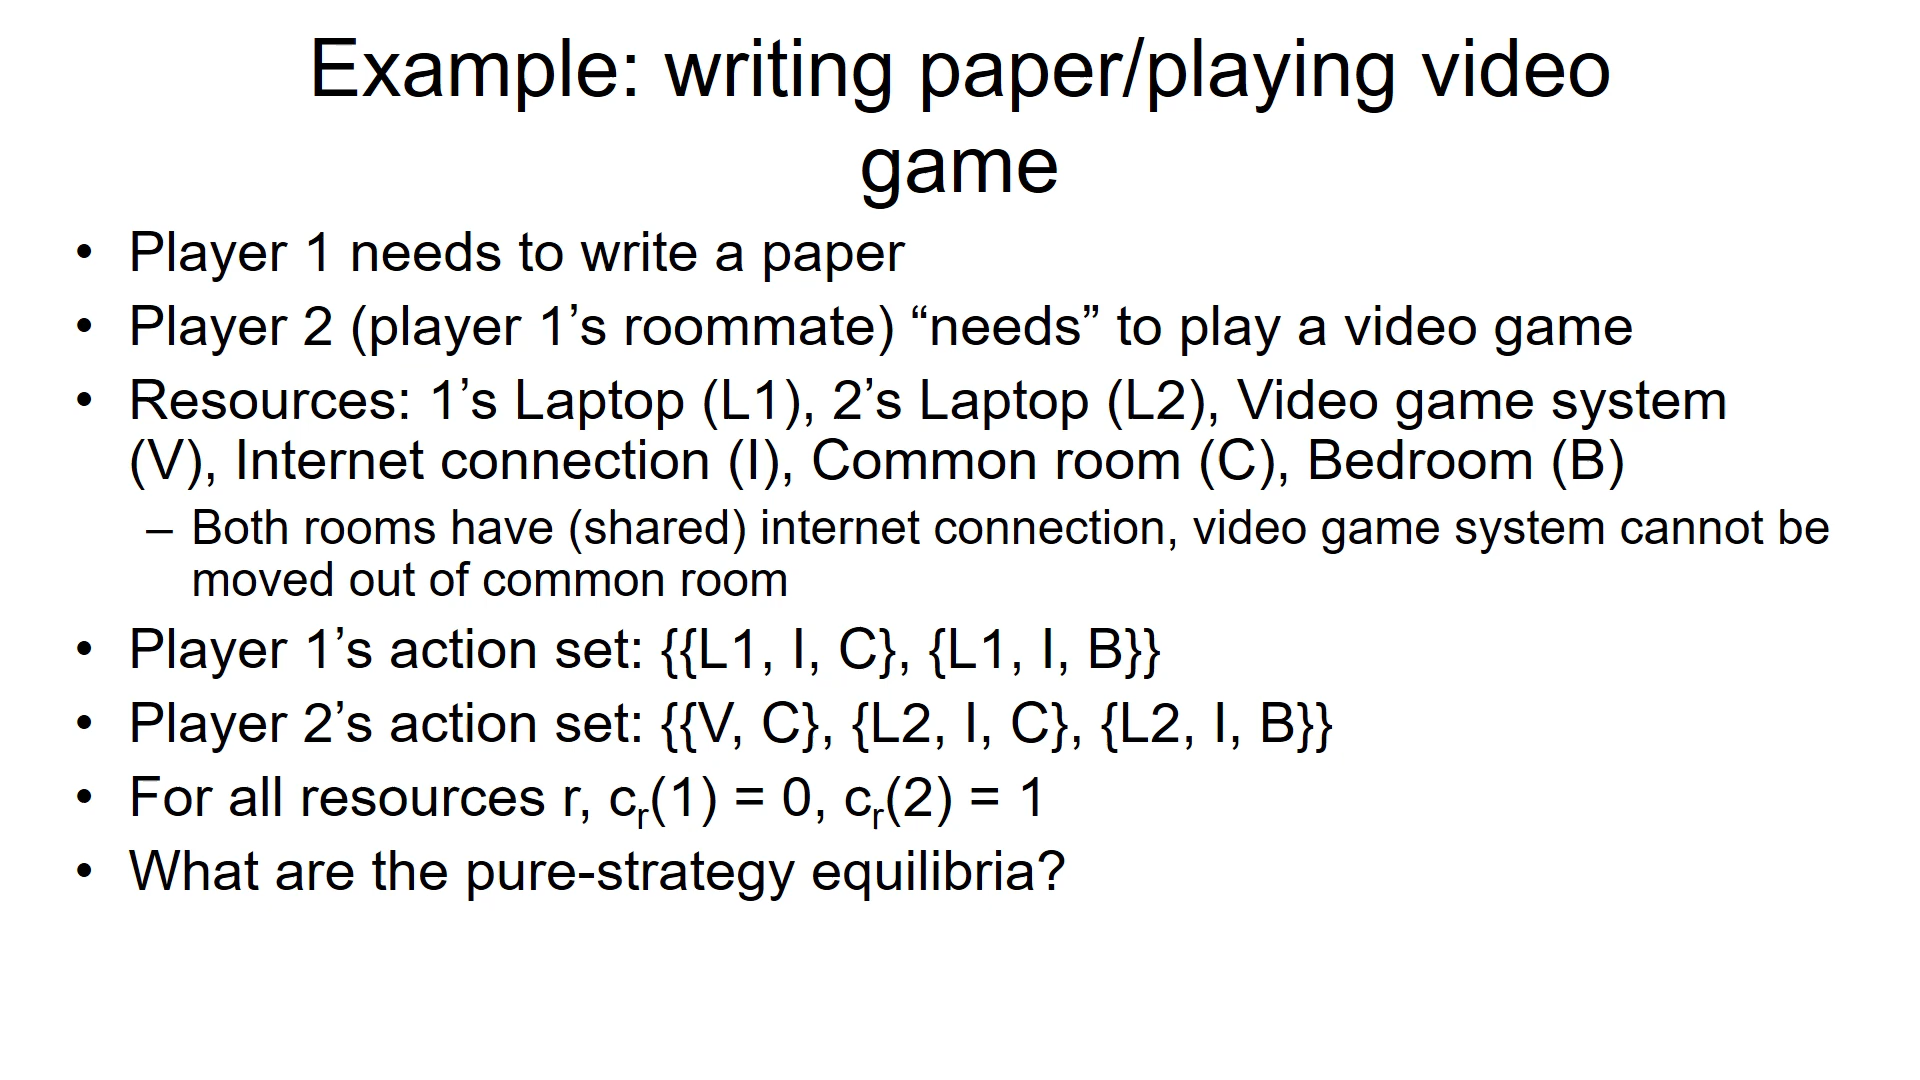 Example: writing paper/playing video
game
• Player 1 needs to write a paper
• Player 2 (player 1’s roommate) “needs” to play a video game
• Resources: 1’s Laptop (L1), 2’s Laptop (L2), Video game system
(V), Internet connection (I), Common room (C), Bedroom (B)
– Both rooms have (shared) internet connection, video game system cannot be
moved out of common room
• Player 1’s action set: {{L1, I, C}, {L1, I, B}}
• Player 2’s action set: {{V, C}, {L2, I, C}, {L2, I, B}}
• For all resources r, cᵣ(1) = 0, cᵣ(2) = 1
• What are the pure-strategy equilibria?